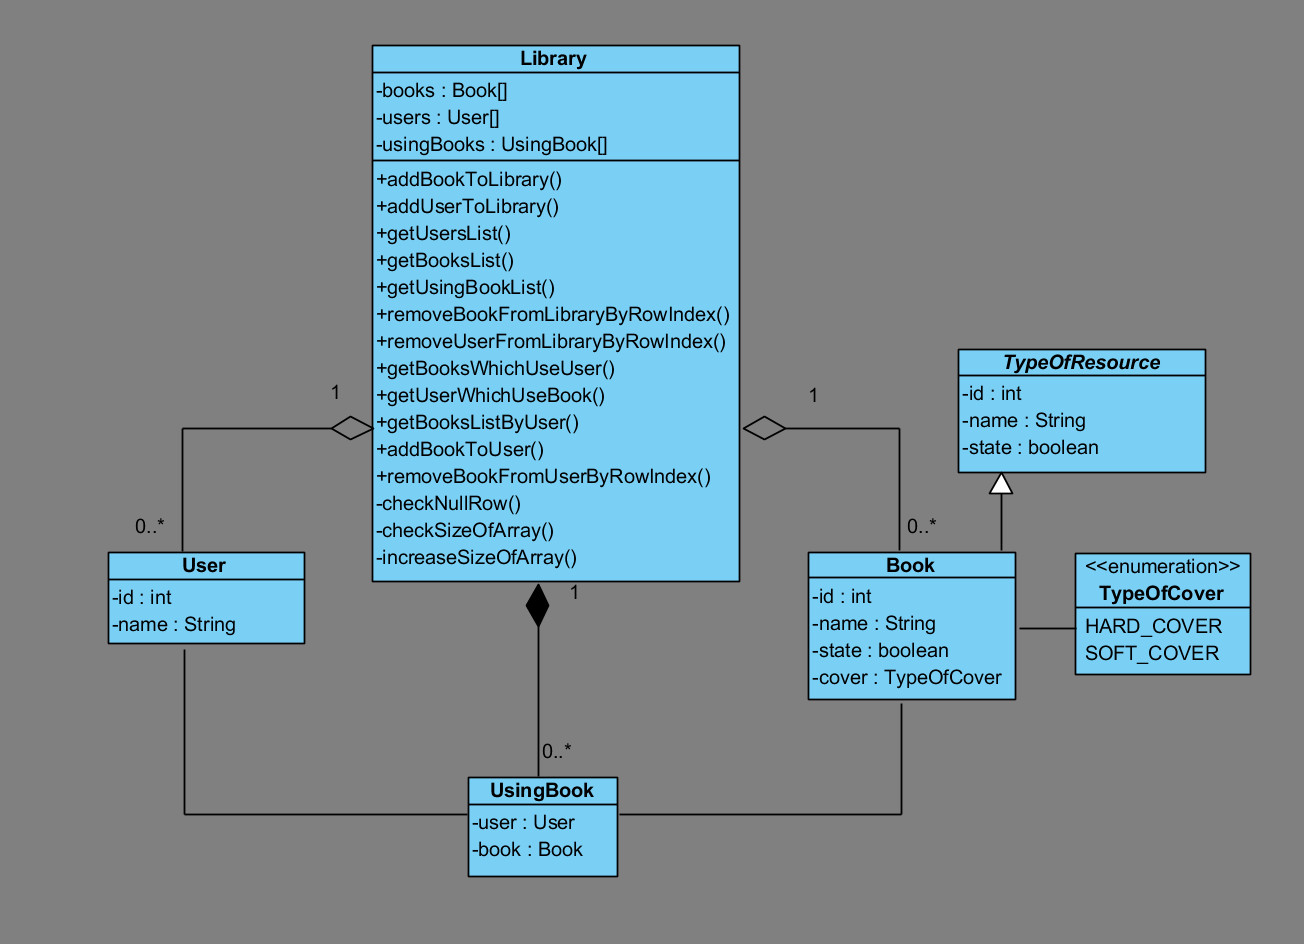 Library
-books : Book[]
-users : User[]
-usingBooks : UsingBook[]
+addBookToLibrary()
+addUserToLibrary()
+getUsersList()
+getBooksList()
+getUsingBookList()
+removeBookFromLibraryByRowIndex()
+removeUserFromLibraryByRowIndex()
+getBooksWhichUseUser()
+getUserWhichUseBook()
+getBooksListByUser()
+addBookToUser()
+removeBookFromUserByRowIndex()
-checkNullRow()
-checkSizeOfArray()
-increaseSizeOfArray()
TypeOfResource
-id : int
-name : String
-state : boolean
1
1
0..*
0..*
User
-id : int
-name : String
Book
-id : int
-name : String
-state : boolean
-cover : TypeOfCover
<<enumeration>>
TypeOfCover
HARD_COVER
SOFT_COVER
1
0..*
UsingBook
-user : User
-book : Book